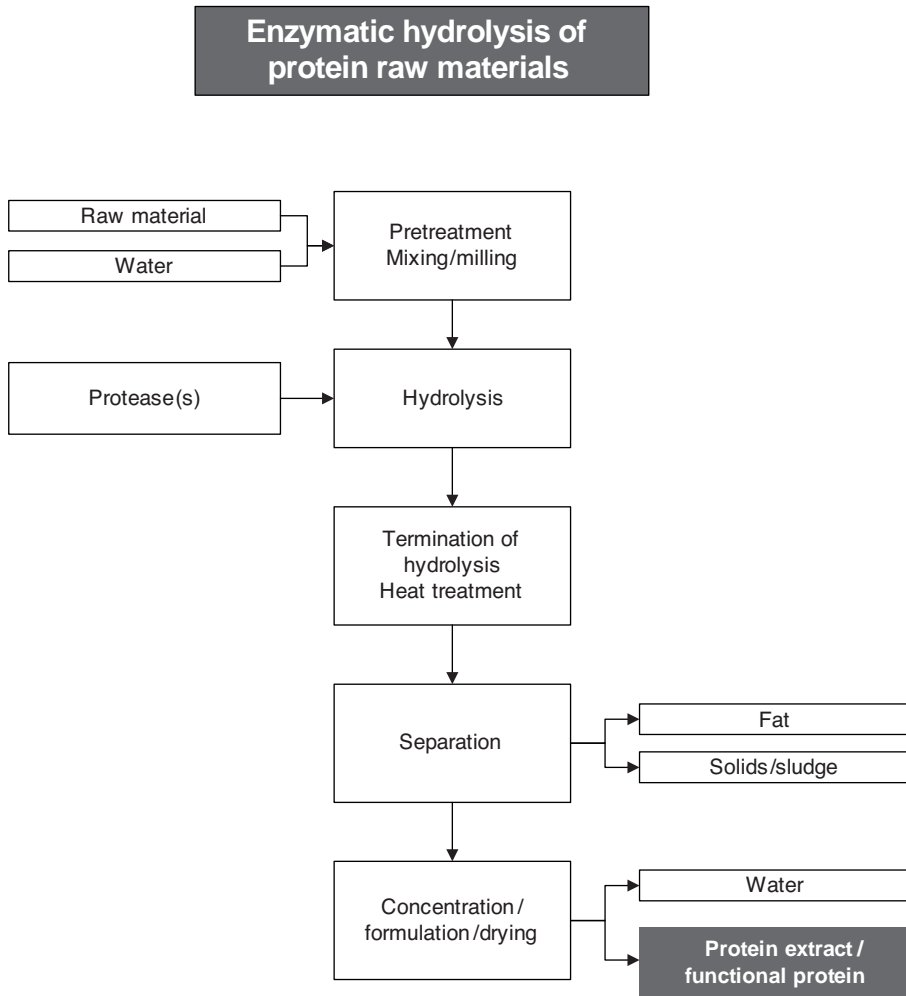 Enzymatic hydrolysis of
protein raw materials
Raw material
Water
Pretreatment
Mixing/milling
Protease(s)
Hydrolysis
Termination of
hydrolysis
Heat treatment
Separation
Fat
Solids/sludge
Concentration/
formulation/drying
Water
Protein extract/
functional protein